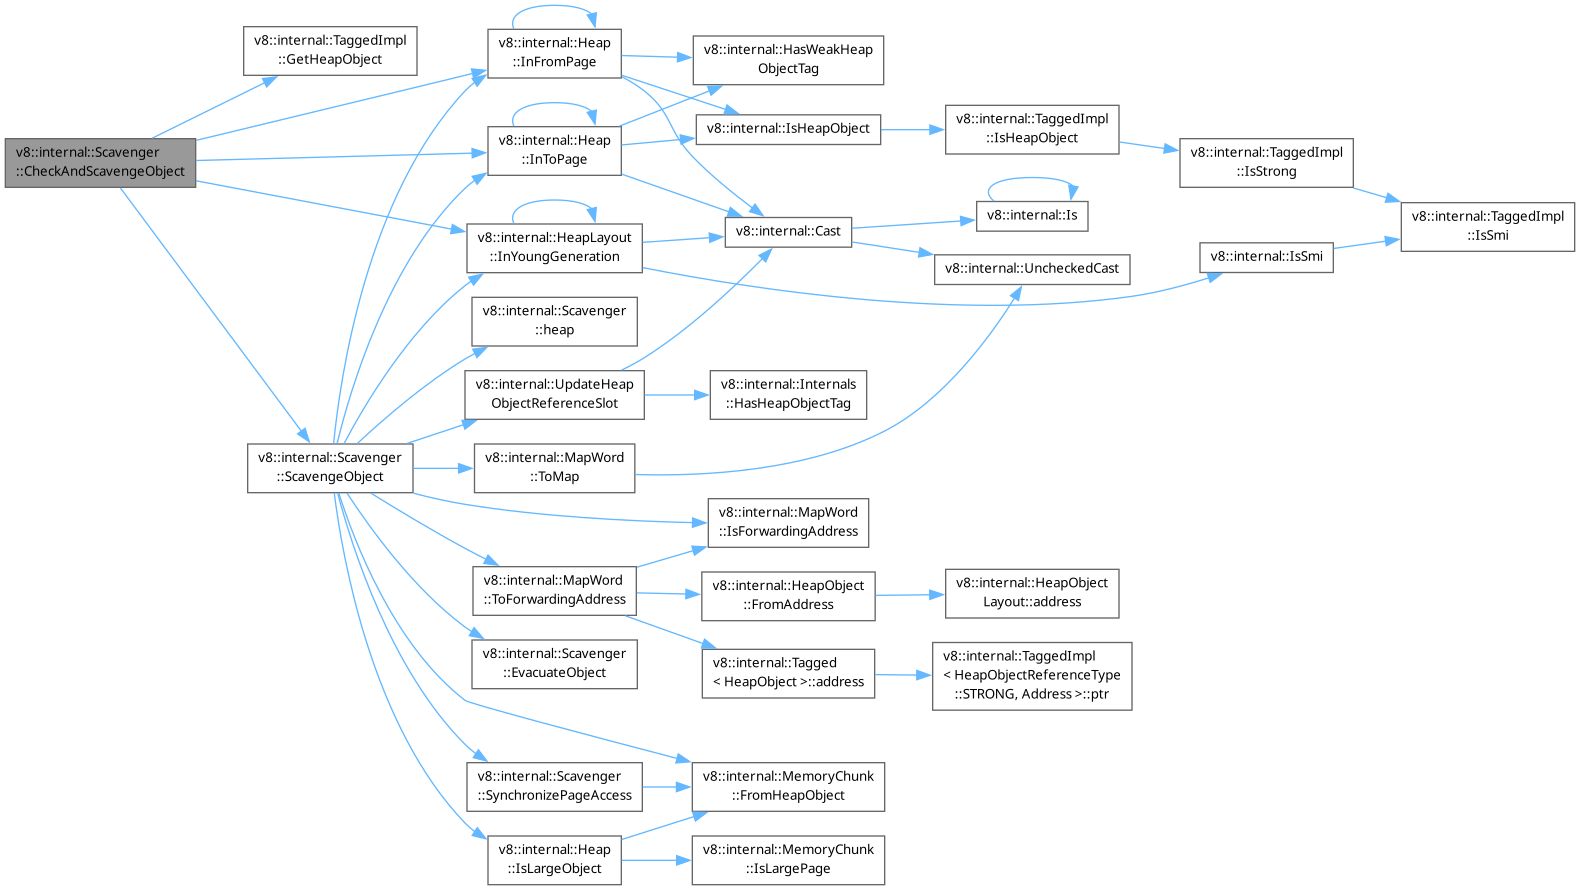 v8::internal::Scavenger
::CheckAndScavengeObject
v8::internal::TaggedImpl
::GetHeapObject
v8::internal::Heap
::InFromPage
v8::internal::HasWeakHeap
ObjectTag
v8::internal::IsHeapObject
v8::internal::TaggedImpl
::IsHeapObject
v8::internal::TaggedImpl
::IsStrong
v8::internal::TaggedImpl
::IsSmi
v8::internal::Heap
::InToPage
v8::internal::Cast
v8::internal::Is
v8::internal::UncheckedCast
v8::internal::HeapLayout
::InYoungGeneration
v8::internal::IsSmi
v8::internal::Scavenger
::ScavengeObject
v8::internal::Scavenger
::heap
v8::internal::UpdateHeap
ObjectReferenceSlot
v8::internal::Internals
::HasHeapObjectTag
v8::internal::MapWord
::ToMap
v8::internal::MapWord
::IsForwardingAddress
v8::internal::MapWord
::ToForwardingAddress
v8::internal::HeapObject
::FromAddress
v8::internal::HeapObject
Layout::address
v8::internal::Tagged
< HeapObject >::address
v8::internal::TaggedImpl
< HeapObjectReferenceType
::STRONG, Address >::ptr
v8::internal::Scavenger
::EvacuateObject
v8::internal::Scavenger
::SynchronizePageAccess
v8::internal::MemoryChunk
::FromHeapObject
v8::internal::Heap
::IsLargeObject
v8::internal::MemoryChunk
::IsLargePage